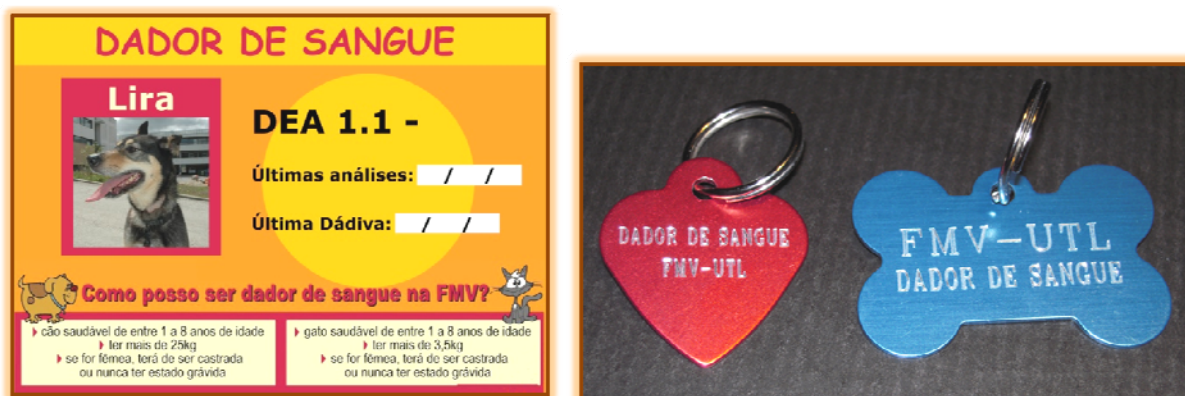 DADOR DE SANGUE
Lira
DEA 1.1 -
Últimas análises: / /
Última Dádiva: / /
Como posso ser dador de sangue na FMV?
cão saudável de entre 1 a 8 anos de idade
ter mais de 25kg
se for fêmea, terá de ser castrada
ou nunca ter estado grávida
gato saudável de entre 1 a 8 anos de idade
ter mais de 3,5kg
se for fêmea, terá de ser castrada
ou nunca ter estado grávida
DADOR DE SANGUE
FMV-UTL
FMV-UTL
DADOR DE SANGUE